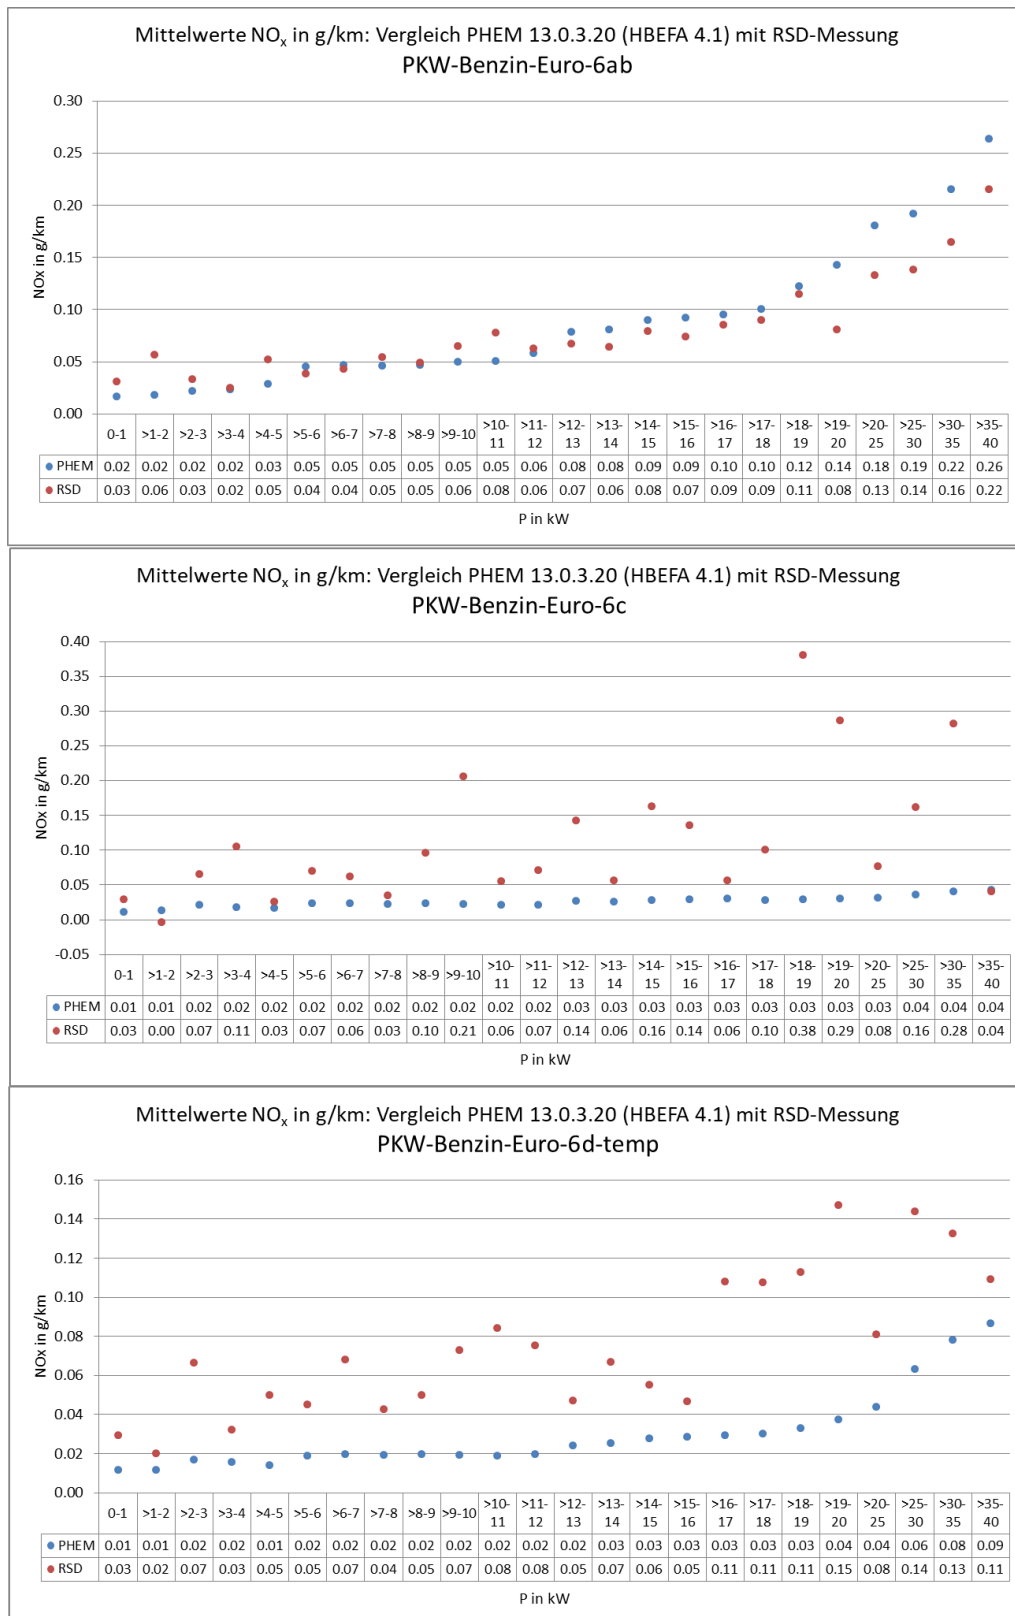 Mittelwerte NOx in g/km: Vergleich PHEM 13.0.3.20 (HBEFA 4.1) mit RSD-Messung
PKW-Benzin-Euro-6ab
NOx in g/km
0.30
0.25
0.20
0.15
0.10
0.05
0.00
0-1 >1-2 >2-3 >3-4 >4-5 >5-6 >6-7 >7-8 >8-9 >9-10 >10-11 >11-12 >12-13 >13-14 >14-15 >15-16 >16-17 >17-18 >18-19 >19-20 >20-25 >25-30 >30-35 >35-40
PHEM 0.02 0.02 0.02 0.02 0.03 0.05 0.05 0.05 0.05 0.05 0.05 0.06 0.08 0.08 0.09 0.09 0.10 0.10 0.12 0.14 0.18 0.19 0.22 0.26
RSD 0.03 0.06 0.03 0.02 0.05 0.04 0.04 0.05 0.05 0.06 0.08 0.06 0.07 0.06 0.08 0.07 0.09 0.09 0.11 0.08 0.13 0.14 0.16 0.22
P in kW
Mittelwerte NOx in g/km: Vergleich PHEM 13.0.3.20 (HBEFA 4.1) mit RSD-Messung
PKW-Benzin-Euro-6c
NOx in g/km
0.40
0.35
0.30
0.25
0.20
0.15
0.10
0.05
0.00
-0.05
0-1 >1-2 >2-3 >3-4 >4-5 >5-6 >6-7 >7-8 >8-9 >9-10 >10-11 >11-12 >12-13 >13-14 >14-15 >15-16 >16-17 >17-18 >18-19 >19-20 >20-25 >25-30 >30-35 >35-40
PHEM 0.01 0.01 0.02 0.02 0.02 0.02 0.02 0.02 0.02 0.02 0.02 0.02 0.03 0.03 0.03 0.03 0.03 0.03 0.03 0.03 0.03 0.04 0.04 0.04
RSD 0.03 0.00 0.07 0.11 0.03 0.07 0.06 0.03 0.10 0.21 0.06 0.07 0.14 0.06 0.16 0.14 0.06 0.10 0.38 0.29 0.08 0.16 0.28 0.04
P in kW
Mittelwerte NOx in g/km: Vergleich PHEM 13.0.3.20 (HBEFA 4.1) mit RSD-Messung
PKW-Benzin-Euro-6d-temp
NOx in g/km
0.16
0.14
0.12
0.10
0.08
0.06
0.04
0.02
0.00
0-1 >1-2 >2-3 >3-4 >4-5 >5-6 >6-7 >7-8 >8-9 >9-10 >10-11 >11-12 >12-13 >13-14 >14-15 >15-16 >16-17 >17-18 >18-19 >19-20 >20-25 >25-30 >30-35 >35-40
PHEM 0.01 0.01 0.02 0.02 0.01 0.02 0.02 0.02 0.02 0.02 0.02 0.02 0.02 0.03 0.03 0.03 0.03 0.03 0.03 0.04 0.04 0.06 0.08 0.09
RSD 0.03 0.02 0.07 0.03 0.05 0.05 0.07 0.04 0.05 0.07 0.08 0.08 0.05 0.07 0.06 0.05 0.11 0.11 0.11 0.15 0.08 0.14 0.13 0.11
P in kW